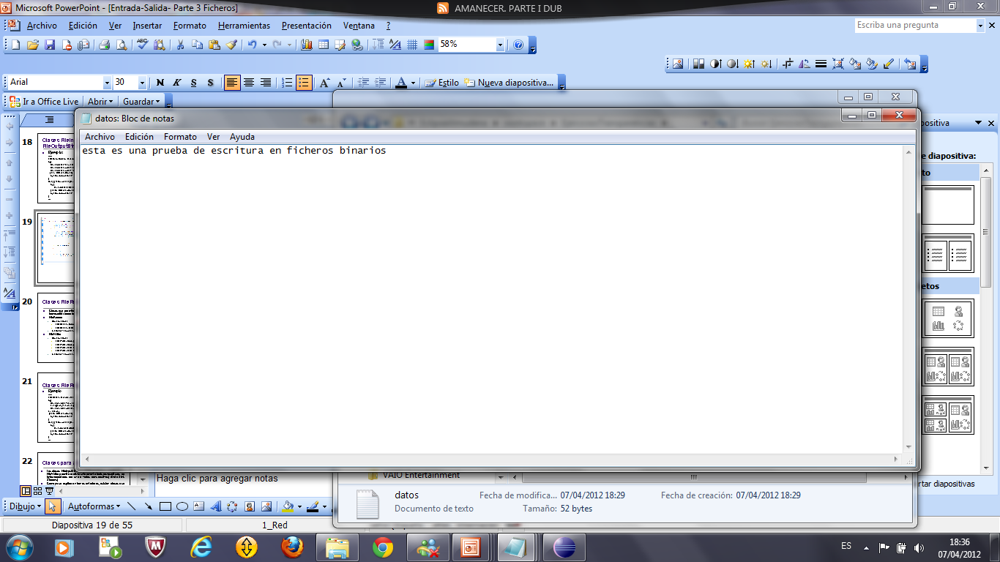 Microsoft PowerPoint - [Entrada-Salida- Parte 3 Ficheros]
AMANECER. PARTE I DUB
Archivo Edición Ver Insertar Formato Herramientas Presentación Ventana ?
Escriba una pregunta
58%
Arial 30 N K S S Estilo Nueva diapositiva...
Ir a Office Live Abrir Guardar
datos: Bloc de notas
Archivo Edición Formato Ver Ayuda
esta es una prueba de escritura en ficheros binarios
18
19
20
21
22
Clases para
positiva
e diapositiva:
to
etos
rtar diapositivas
Haga clic para agregar notas
VAIO Entertainment
datos Fecha de modifica... 07/04/2012 18:29 Fecha de creación: 07/04/2012 18:29
Documento de texto Tamaño: 52 bytes
Dibujo Autoformas
Diapositiva 19 de 55 1_Red
ES 18:36
07/04/2012